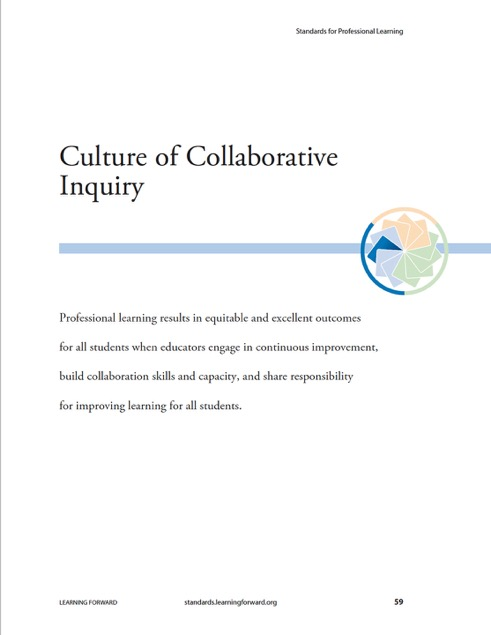 Standards for Professional Learning
Culture of Collaborative
Inquiry
Professional learning results in equitable and excellent outcomes
for all students when educators engage in continuous improvement,
build collaboration skills and capacity, and share responsibility
for improving learning for all students.
LEARNING FORWARD standards.learningforward.org 59